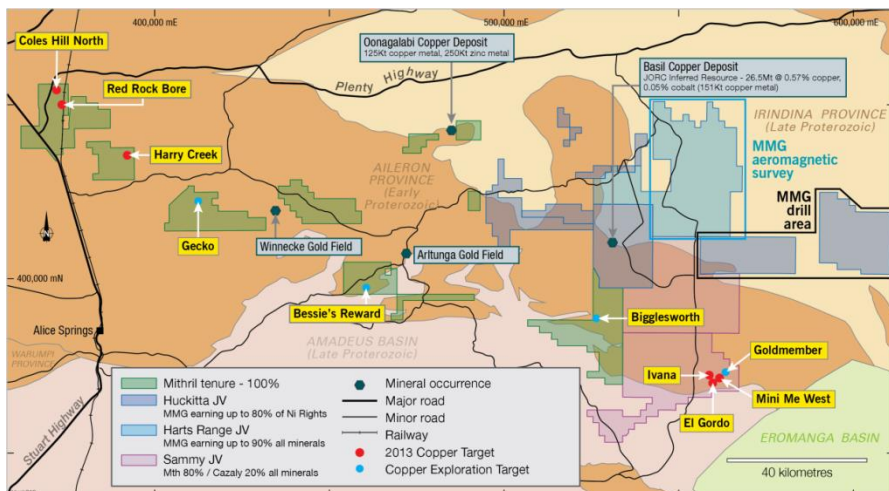 400,000 mE
500,000 mE
600,000 mE
Coles Hill North
Red Rock Bore
Harry Creek
Oonagalabi Copper Deposit
125Kt copper metal, 250Kt zinc metal
Plenty Highway
Basil Copper Deposit
JORC Inferred Resource - 26.5Mt @ 0.57% copper,
0.05% cobalt (151Kt copper metal)
IRINDINA PROVINCE
(Late Proterozoic)
MMG
aeromagnetic
survey
AILERON
PROVINCE
(Early
Proterozoic)
MMG
drill
area
Gecko
Winnecke Gold Field
Arltunga Gold Field
400,000 mN
Bessie's Reward
Bigglesworth
Alice Springs
AMADEUS BASIN
(Late Proterozoic)
WARUMPI
PROVINCE
Stuart Highway
Goldmember
Ivana
Mini Me West
El Gordo
EROMANGA BASIN
40 kilometres
Mithril tenure - 100%
Huckitta JV
MMG earning up to 80% of Ni Rights
Harts Range JV
MMG earning up to 90% all minerals
Sammy JV
Mth 80% / Cazaly 20% all minerals
Mineral occurrence
Major road
Minor road
Railway
2013 Copper Target
Copper Exploration Target